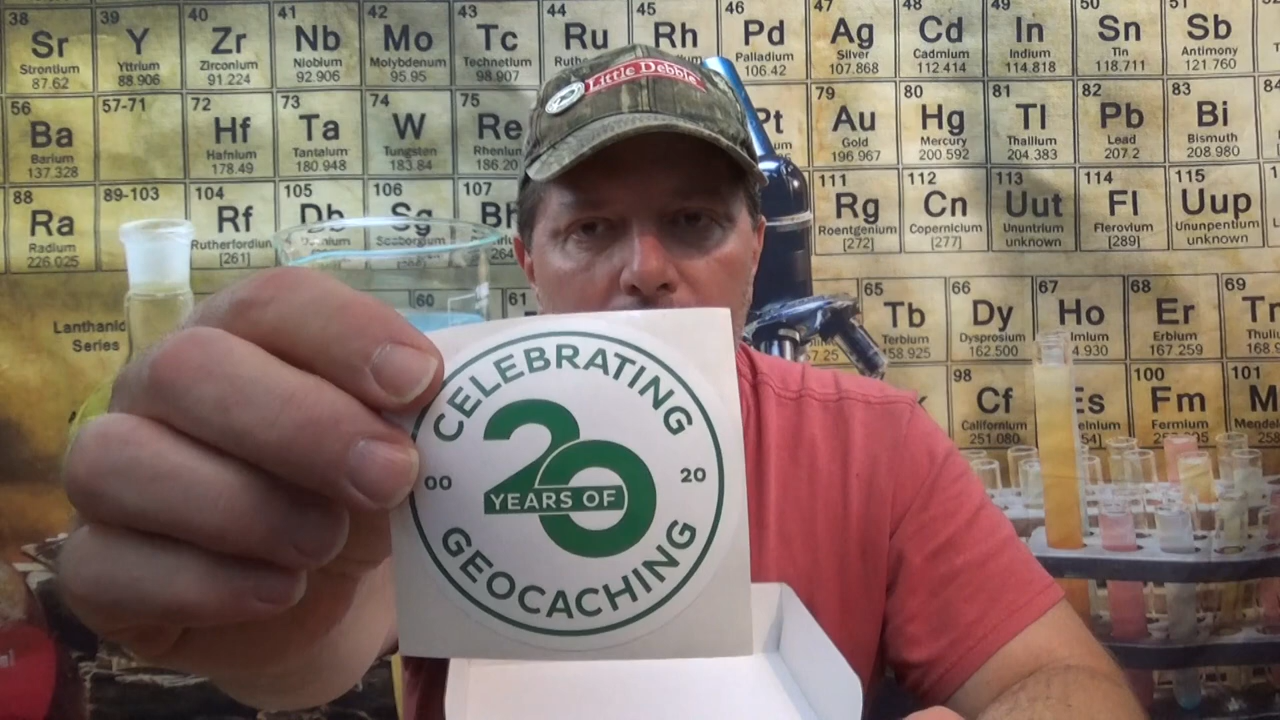 38 39 40 41 42 43 44 45 46 47 48 49 50 51
Sr Y Zr Nb Mo Tc Ru Rh Pd Ag Cd In Sn Sb
Strontium Yttrium Zirconium Niobium Molybdenum Technetium Palladium Silver Cadmium Indium Tin Antimony
87.62 88.906 91.224 92.906 95.95 98.907 106.42 107.868 112.414 114.818 118.711 121.760
56 57-71 72 73 74 75 79 80 81 82 83
Ba Hf Ta W Re Pt Au Hg Tl Pb Bi
Barium Hafnium Tantalum Tungsten Gold Mercury Thallium Lead Bismuth
137.328 178.49 180.948 183.84 196.967 200.592 204.383 207.2 208.980
88 89-103 104 105 106 107 111 112 113 114 115
Ra Rf Db Sg Bh Rg Cn Uut Fl Uup
Radium Roentgenium Copernicium Ununtrium Flerovium Ununpentium
226.025 [261] [272] [277] unknown [289] unknown
Little Debbie
60 61 65 66 67 68 69
Tb Dy Ho Er
Terbium Dysprosium Erbium
162.500 167.259
Series
98 100 101
Cf Es Fm
Californium Fermium
251.080
CELEBRATING
20
YEARS OF
00 20
GEOCACHING